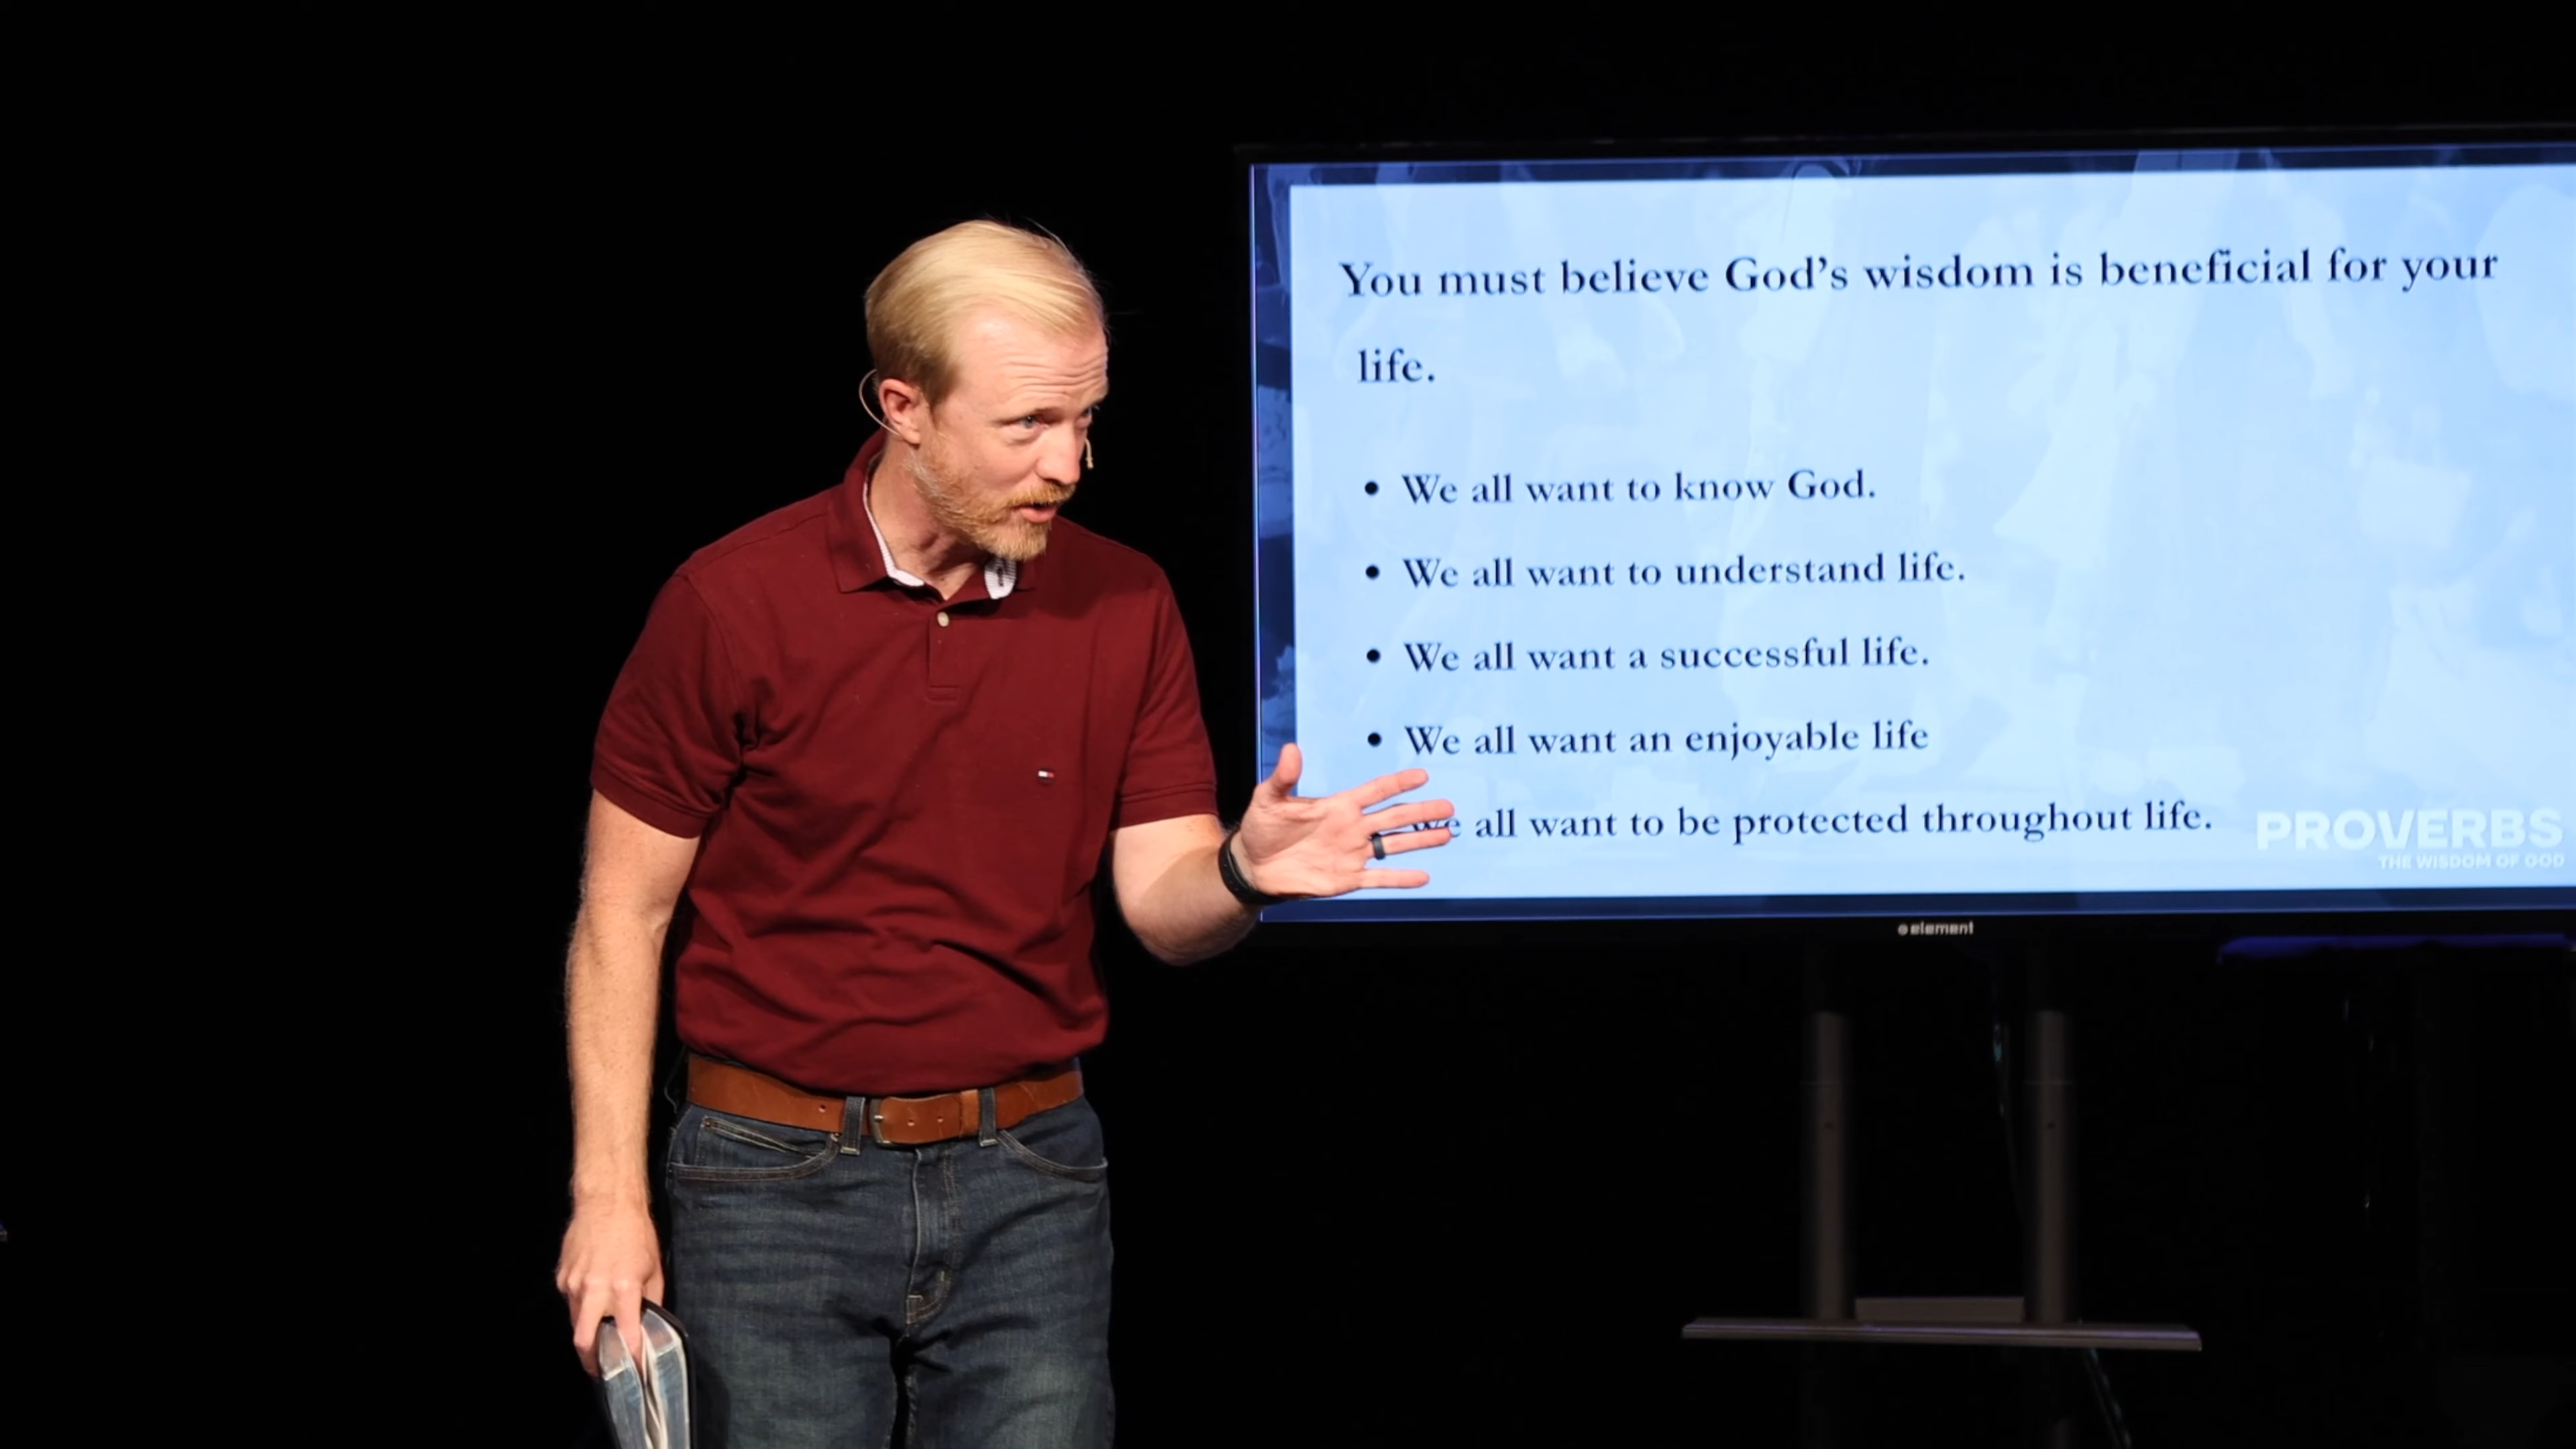 You must believe God’s wisdom is beneficial for your
life.
• We all want to know God.
• We all want to understand life.
• We all want a successful life.
• We all want an enjoyable life
We all want to be protected throughout life.
PROVERBS
THE WISDOM OF GOD
element